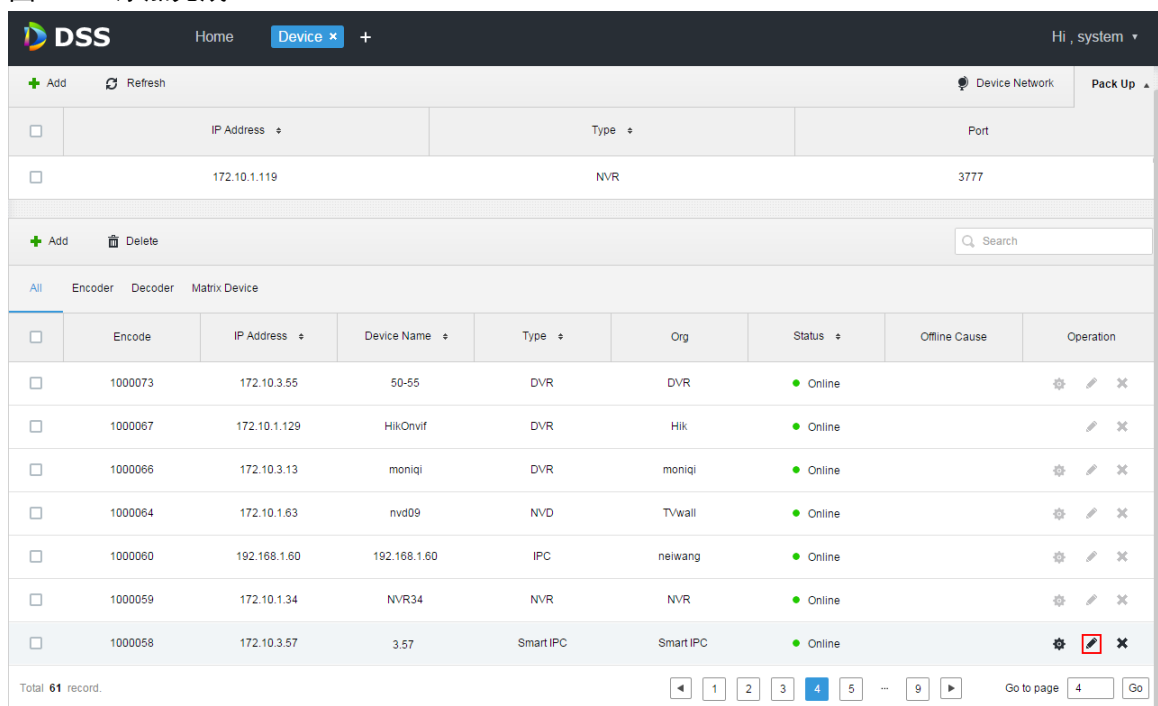 DSS Home Device × + Hi , system ▼
+ Add Refresh Device Network Pack Up ▲
IP Address Type Port
172.10.1.119 NVR 3777
+ Add Delete Search
All Encoder Decoder Matrix Device
Encode IP Address Device Name Type Org Status Offline Cause Operation
1000073 172.10.3.55 50-55 DVR DVR Online
1000067 172.10.1.129 HikOnvif DVR Hik Online
1000066 172.10.3.13 moniqi DVR moniqi Online
1000064 172.10.1.63 nvd09 NVD TVwall Online
1000060 192.168.1.60 192.168.1.60 IPC neiwang Online
1000059 172.10.1.34 NVR34 NVR NVR Online
1000058 172.10.3.57 3.57 Smart IPC Smart IPC Online
Total 61 record. ◄ 1 2 3 4 5 ... 9 ► Go to page 4 Go